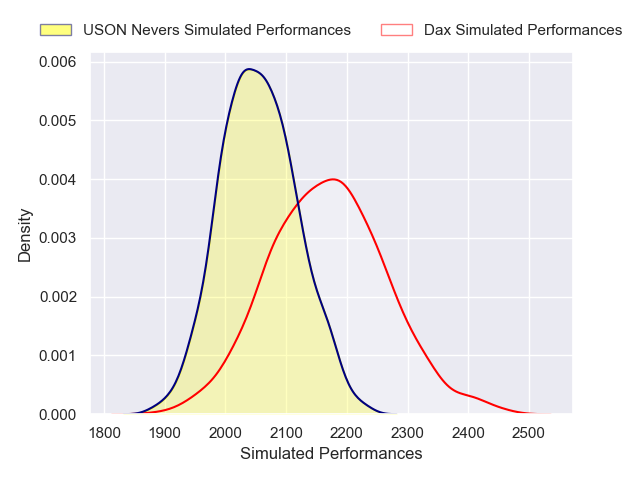 USON Nevers Simulated Performances Dax Simulated Performances
0.006
0.005
0.004
0.003
0.002
0.001
0.000
Density
1800 1900 2000 2100 2200 2300 2400 2500
Simulated Performances